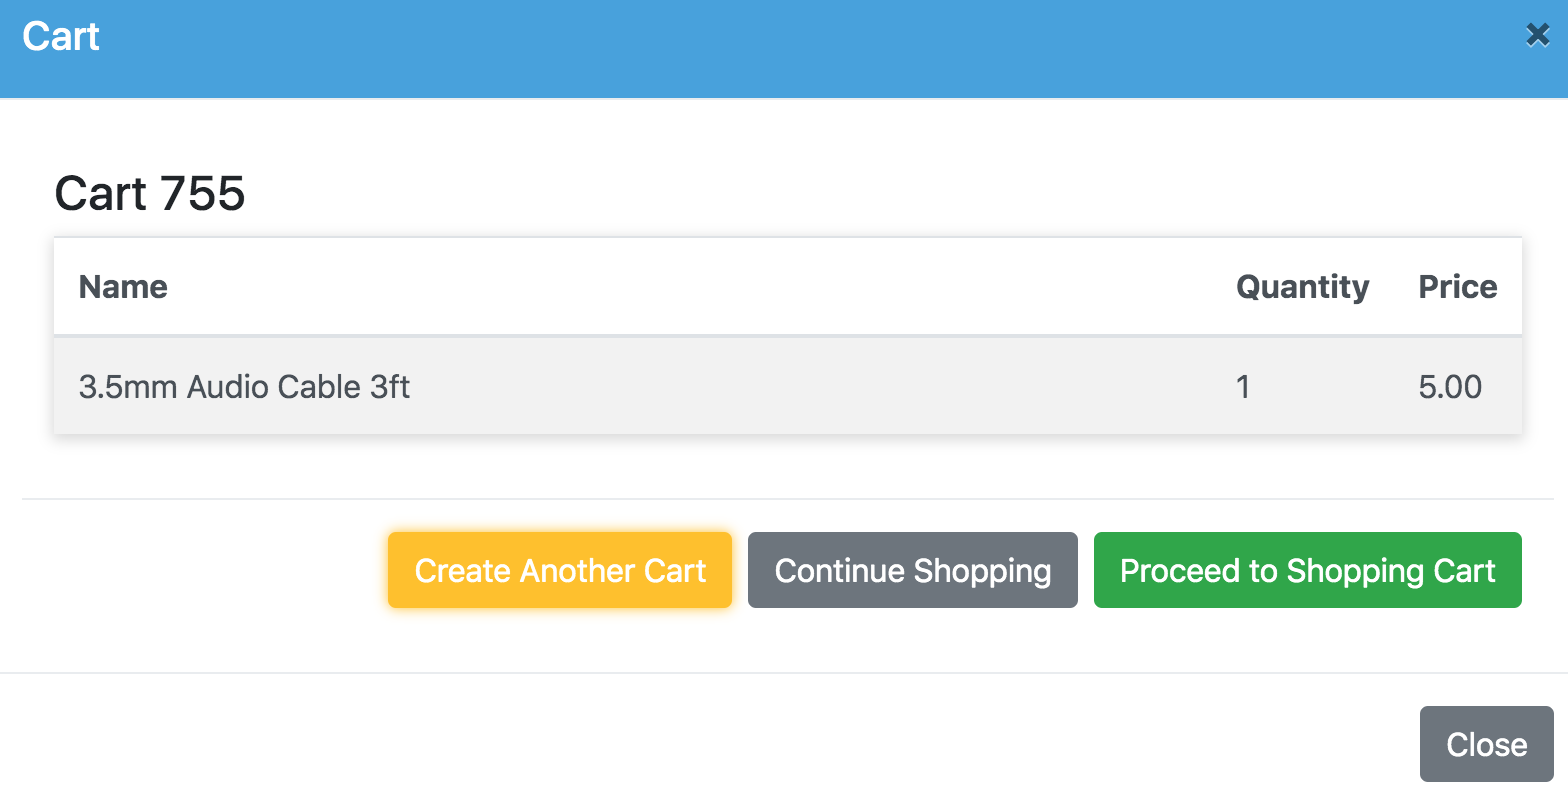 Cart
Cart 755
Name Quantity Price
3.5mm Audio Cable 3ft 1 5.00
Create Another Cart Continue Shopping Proceed to Shopping Cart
Close